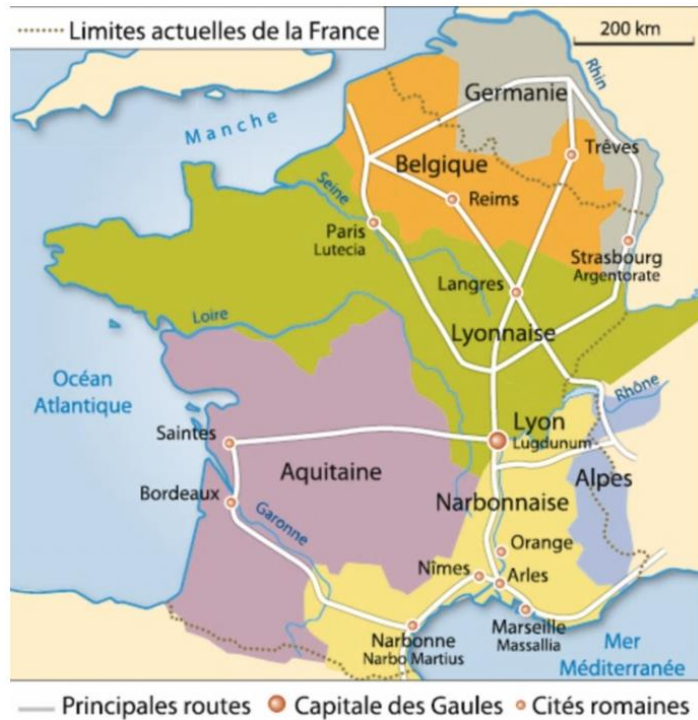 Limites actuelles de la France
200 km
Rhin
Germanie
Manche
Trêves
Belgique
Seine
Reims
Paris
Lutecia
Strasbourg
Argentorate
Langres
Loire
Lyonnaise
Océan
Atlantique
Rhône
Lyon
Lugdunum
Saintes
Aquitaine
Alpes
Bordeaux
Narbonnaise
Garonne
Orange
Nîmes
Arles
Marseille
Massallia
Narbonne
Narbo Martius
Mer
Méditerranée
Principales routes
Capitale des Gaules
Cités romaines